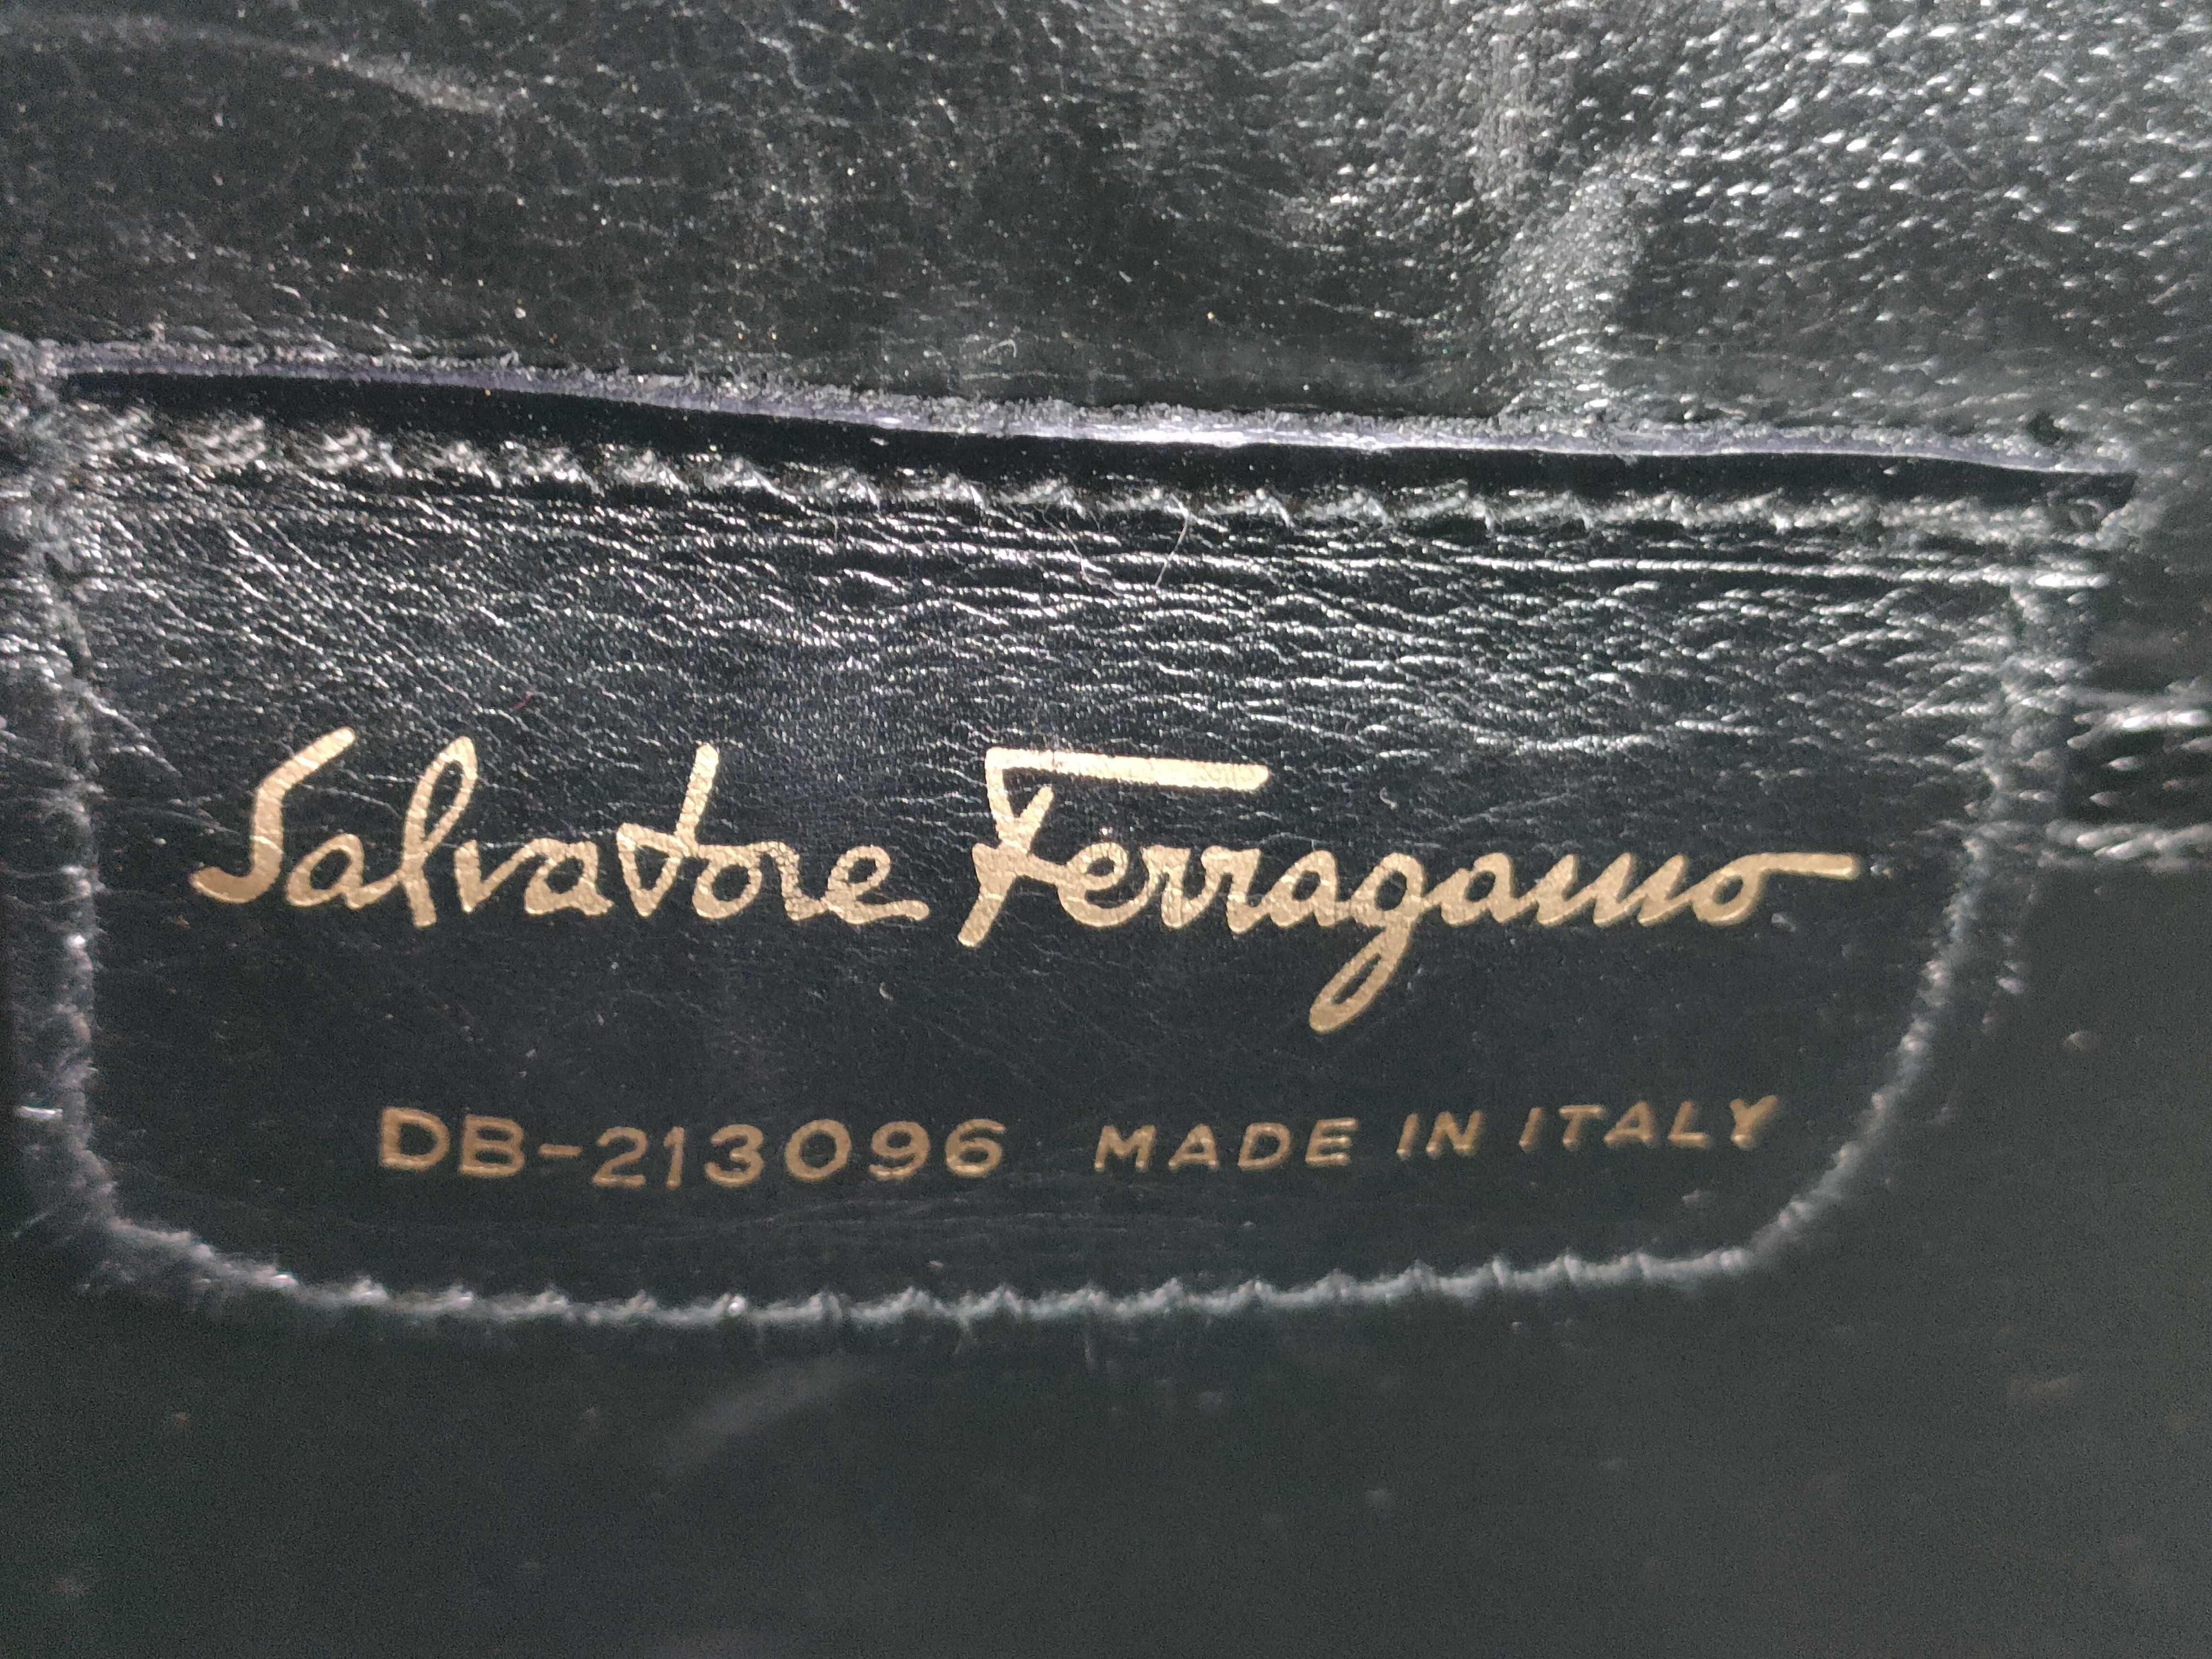 Salvatore Ferragamo
DB-213096 MADE IN ITALY